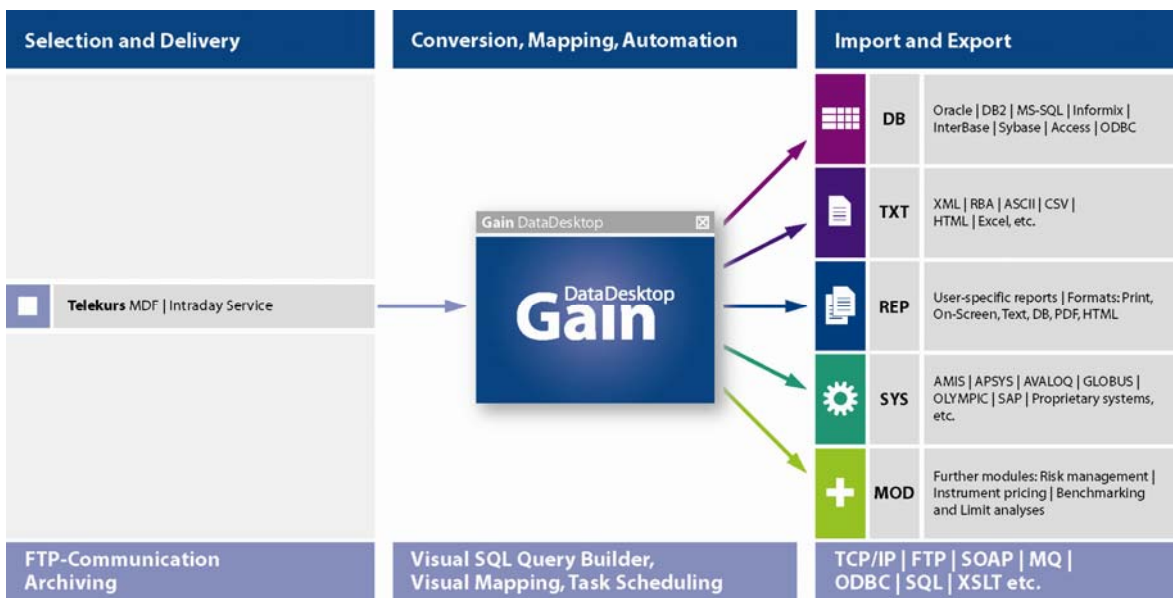 Selection and Delivery
Conversion, Mapping, Automation
Import and Export
Telekurs MDF | Intraday Service
Gain DataDesktop
DataDesktop
Gain
DB
Oracle | DB2 | MS-SQL | Informix |
InterBase | Sybase | Access | ODBC
TXT
XML | RBA | ASCII | CSV |
HTML | Excel, etc.
REP
User-specific reports | Formats: Print,
On-Screen, Text, DB, PDF, HTML
SYS
AMIS | APSYS | AVALOQ | GLOBUS |
OLYMPIC | SAP | Proprietary systems,
etc.
MOD
Further modules: Risk management |
Instrument pricing | Benchmarking
and Limit analyses
FTP-Communication
Archiving
Visual SQL Query Builder,
Visual Mapping, Task Scheduling
TCP/IP | FTP | SOAP | MQ |
ODBC | SQL | XSLT etc.